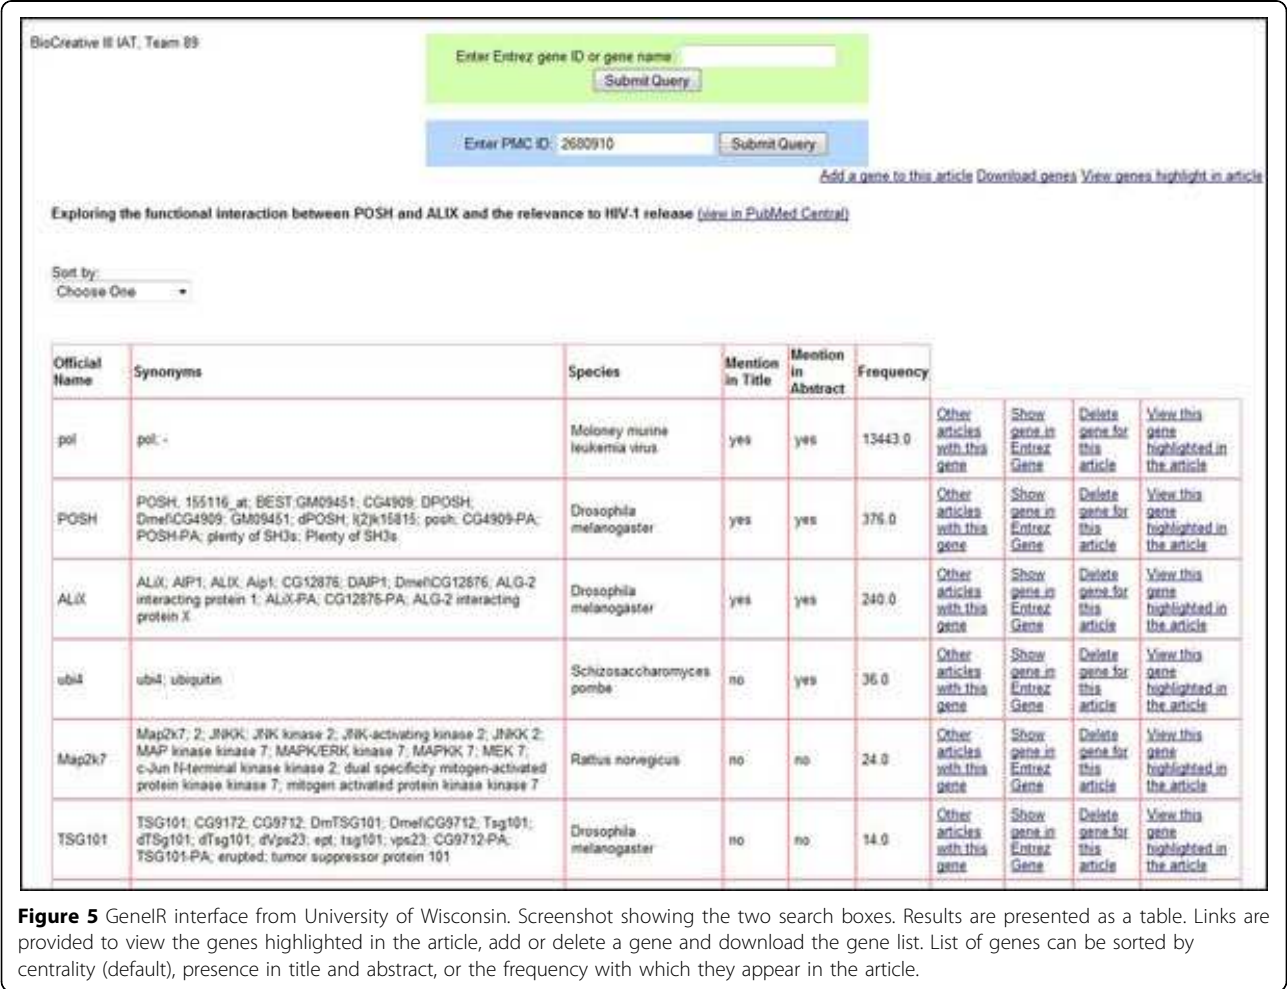 BioCreative III IAT, Team 89
Enter Entrez gene ID or gene name
Submit Query
Enter PMC ID: 2680910 Submit Query
Add a gene to this article Download genes View genes highlight in article
Exploring the functional interaction between POSH and ALIX and the relevance to HIV-1 release (view in PubMed Central)
Sort by:
Choose One
Official Name Synonyms Species Mention in Title Mention in Abstract Frequency
pol pol; - Moloney murine leukemia virus yes yes 13443.0 Other articles with this gene Show gene in Entrez Gene Delete gene for this article View this gene highlighted in the article
POSH POSH; 155116_at; BEST:GM09451; CG4909; DPOSH; Dmel\CG4909; GM09451; dPOSH; l(2)k15815; posh; CG4909-PA; POSH-PA; plenty of SH3s; Plenty of SH3s Drosophila melanogaster yes yes 376.0 Other articles with this gene Show gene in Entrez Gene Delete gene for this article View this gene highlighted in the article
ALiX ALiX; AIP1; ALIX; Aip1; CG12876; DAIP1; Dmel\CG12876; ALG-2 interacting protein 1; ALiX-PA; CG12876-PA; ALG-2 interacting protein X Drosophila melanogaster yes yes 240.0 Other articles with this gene Show gene in Entrez Gene Delete gene for this article View this gene highlighted in the article
ubi4 ubi4; ubiquitin Schizosaccharomyces pombe no yes 36.0 Other articles with this gene Show gene in Entrez Gene Delete gene for this article View this gene highlighted in the article
Map2k7 Map2k7; 2; JNKK; JNK kinase 2; JNK-activating kinase 2; JNKK 2; MAP kinase kinase 7; MAPK/ERK kinase 7; MAPKK 7; MEK 7; c-Jun N-terminal kinase kinase 2; dual specificity mitogen-activated protein kinase kinase 7; mitogen activated protein kinase kinase 7 Rattus norvegicus no no 24.0 Other articles with this gene Show gene in Entrez Gene Delete gene for this article View this gene highlighted in the article
TSG101 TSG101; CG9172; CG9712; DmTSG101; Dmel\CG9712; Tsg101; dTSg101; dTsg101; dVps23; ept; tsg101; vps23; CG9712-PA; TSG101-PA; erupted; tumor suppressor protein 101 Drosophila melanogaster no no 14.0 Other articles with this gene Show gene in Entrez Gene Delete gene for this article View this gene highlighted in the article
Figure 5 GeneIR interface from University of Wisconsin. Screenshot showing the two search boxes. Results are presented as a table. Links are
provided to view the genes highlighted in the article, add or delete a gene and download the gene list. List of genes can be sorted by
centrality (default), presence in title and abstract, or the frequency with which they appear in the article.